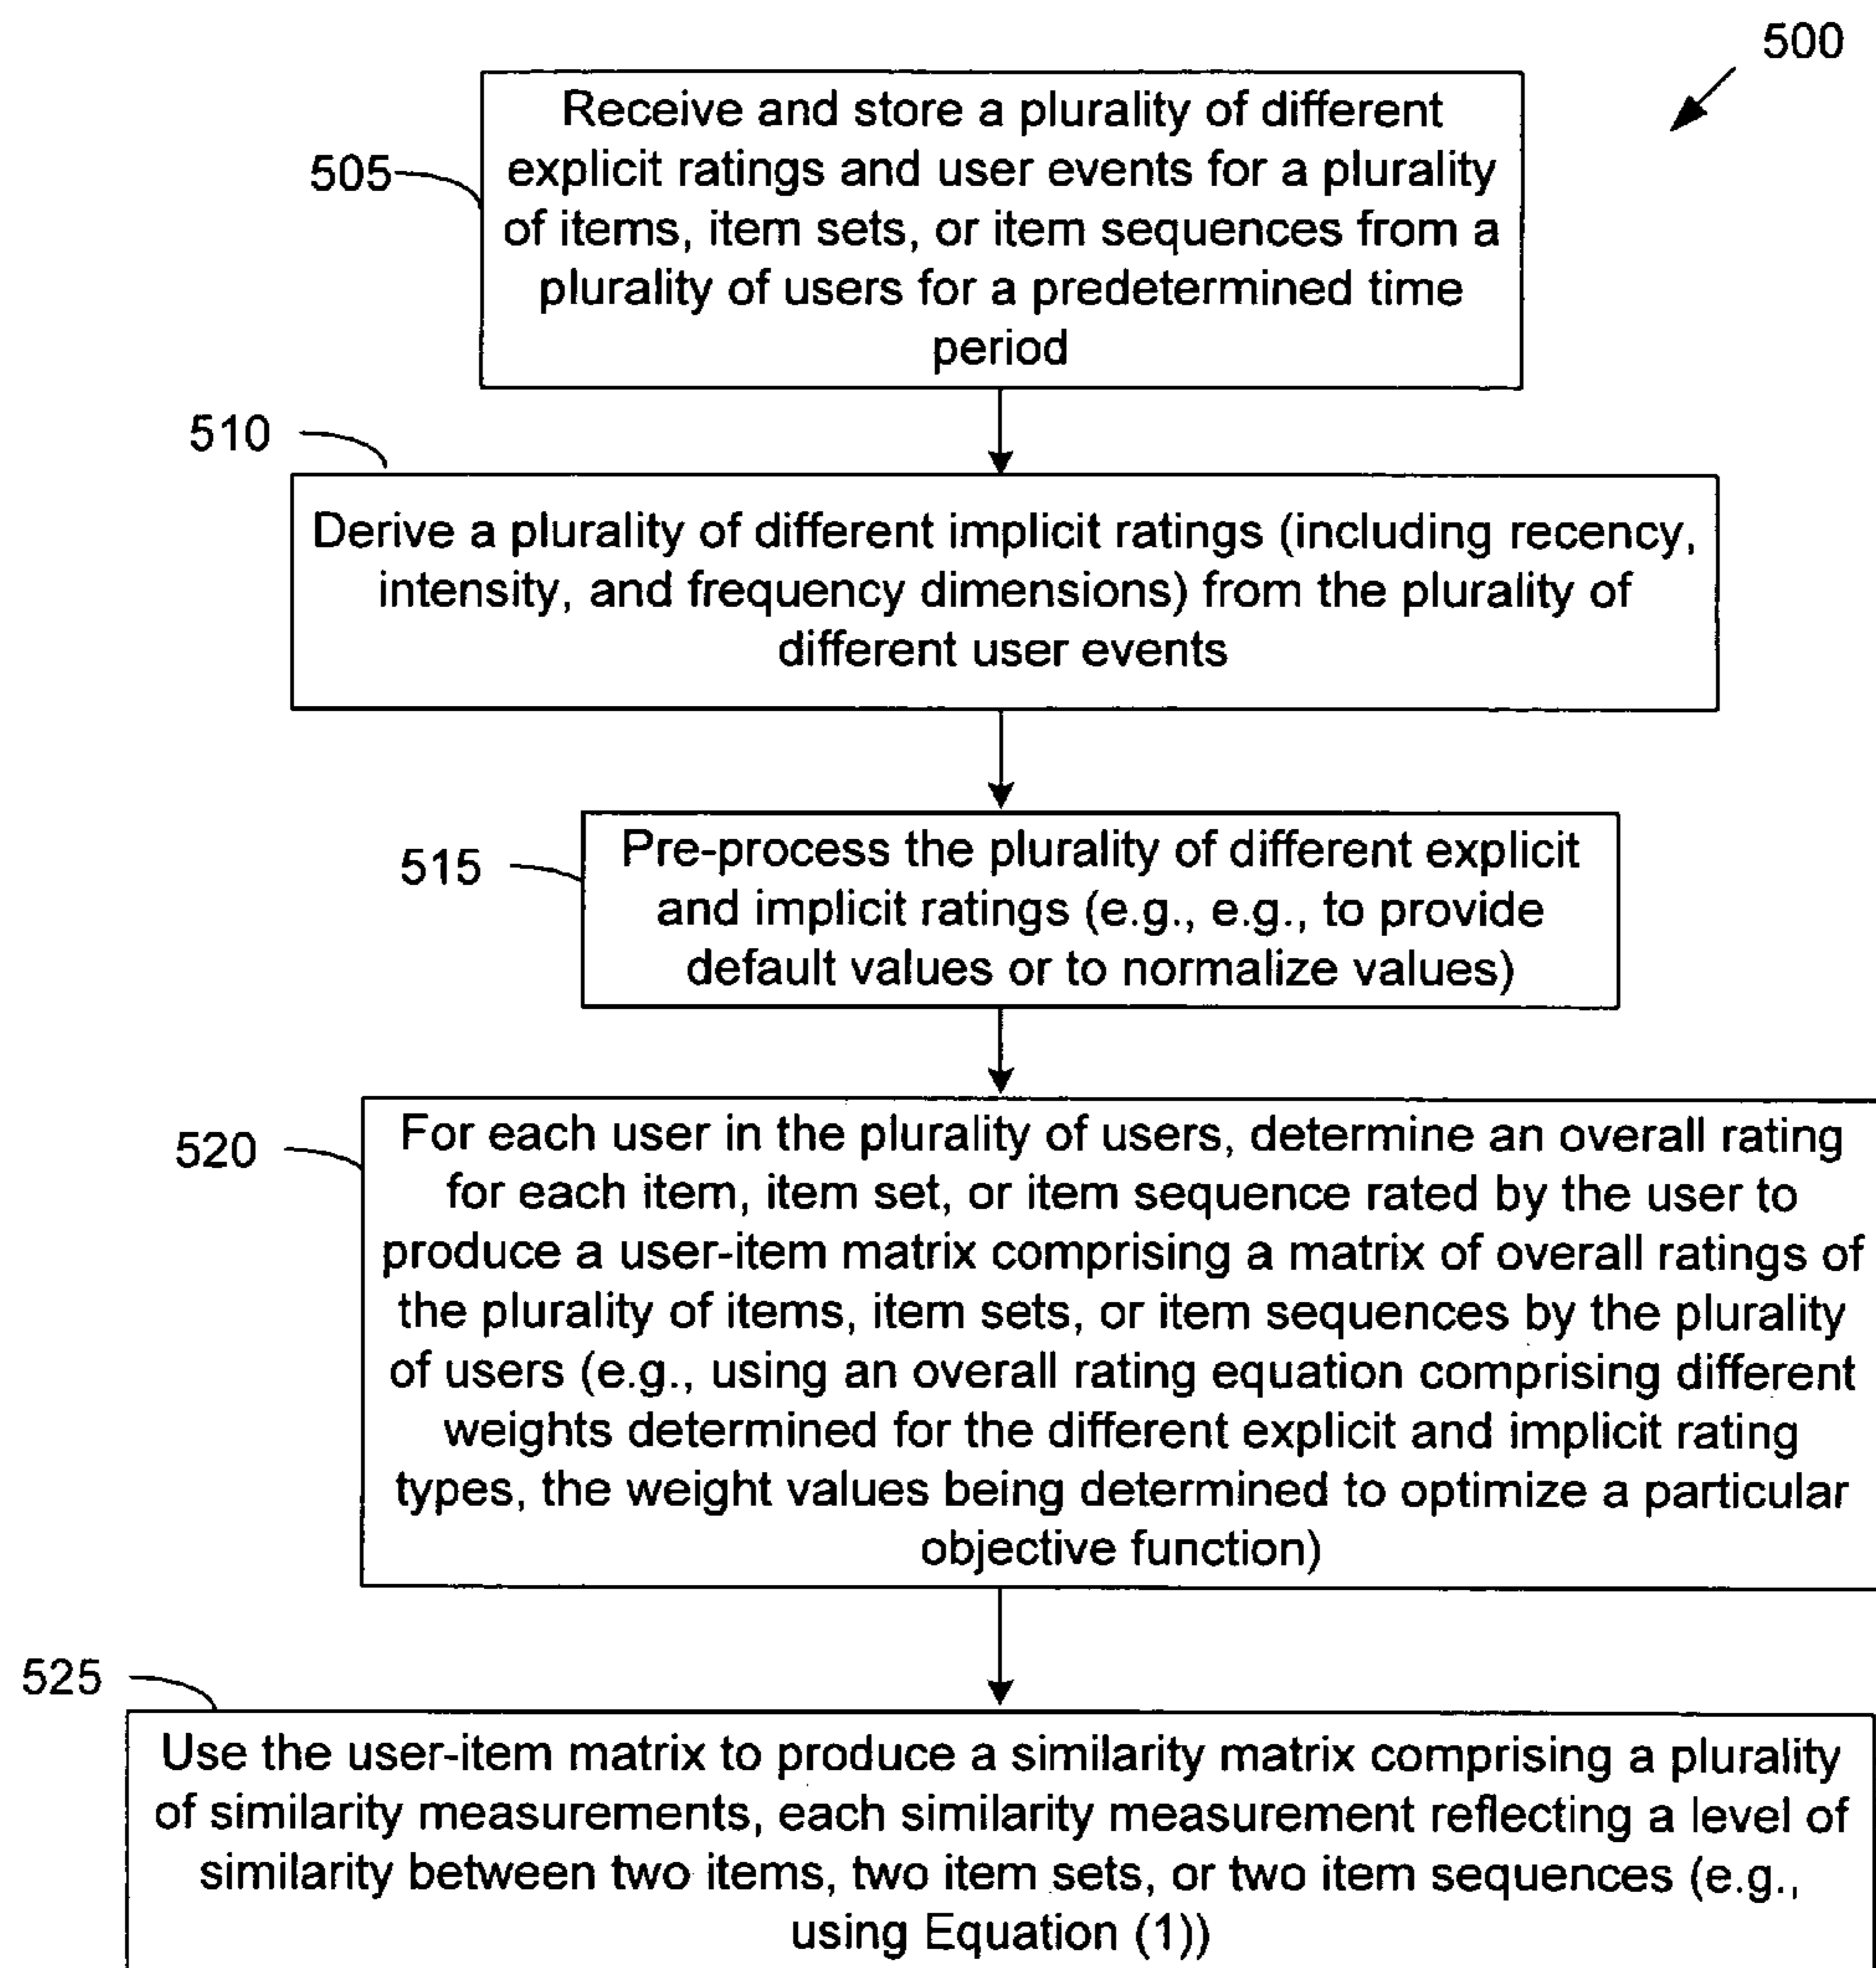 500
Receive and store a plurality of different
explicit ratings and user events for a plurality
of items, item sets, or item sequences from a
plurality of users for a predetermined time
period
505
510
Derive a plurality of different implicit ratings (including recency,
intensity, and frequency dimensions) from the plurality of
different user events
515
Pre-process the plurality of different explicit
and implicit ratings (e.g., e.g., to provide
default values or to normalize values)
520
For each user in the plurality of users, determine an overall rating
for each item, item set, or item sequence rated by the user to
produce a user-item matrix comprising a matrix of overall ratings of
the plurality of items, item sets, or item sequences by the plurality
of users (e.g., using an overall rating equation comprising different
weights determined for the different explicit and implicit rating
types, the weight values being determined to optimize a particular
objective function)
525
Use the user-item matrix to produce a similarity matrix comprising a plurality
of similarity measurements, each similarity measurement reflecting a level of
similarity between two items, two item sets, or two item sequences (e.g.,
using Equation (1))